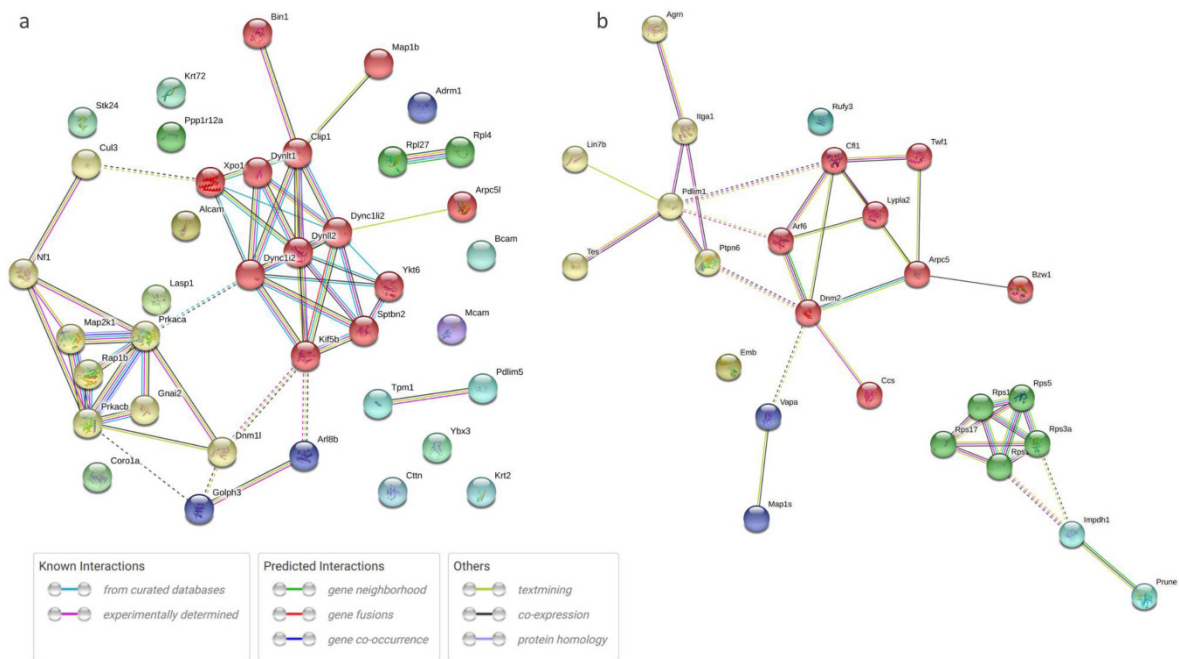 a
Bin1
Map1b
Krt72
Stk24
Adrm1
Ppp1r12a
Clip1
Rpl4
Cul3
Rpl27
Xpo1
Dynlt1
Arpc5l
Alcam
Dync1li2
Dynll2
Bcam
Nf1
Dync1i2
Ykt6
Lasp1
Map2k1
Prkaca
Sptbn2
Mcam
Rap1b
Kif5b
Gnai2
Pdlim5
Prkacb
Tpm1
Dnm1l
Arl8b
Ybx3
Coro1a
Cttn
Krt2
Golph3
b
Agrn
Itga1
Rufy3
Lin7b
Cfl1
Twf1
Pdlim1
Lypla2
Arf6
Tes
Ptpn6
Arpc5
Bzw1
Dnm2
Emb
Ccs
Vapa
Rps5
Rps1
Rps17
Rps3a
Map1s
Impdh1
Prune
Known Interactions
from curated databases
experimentally determined
Predicted Interactions
gene neighborhood
gene fusions
gene co-occurrence
Others
textmining
co-expression
protein homology